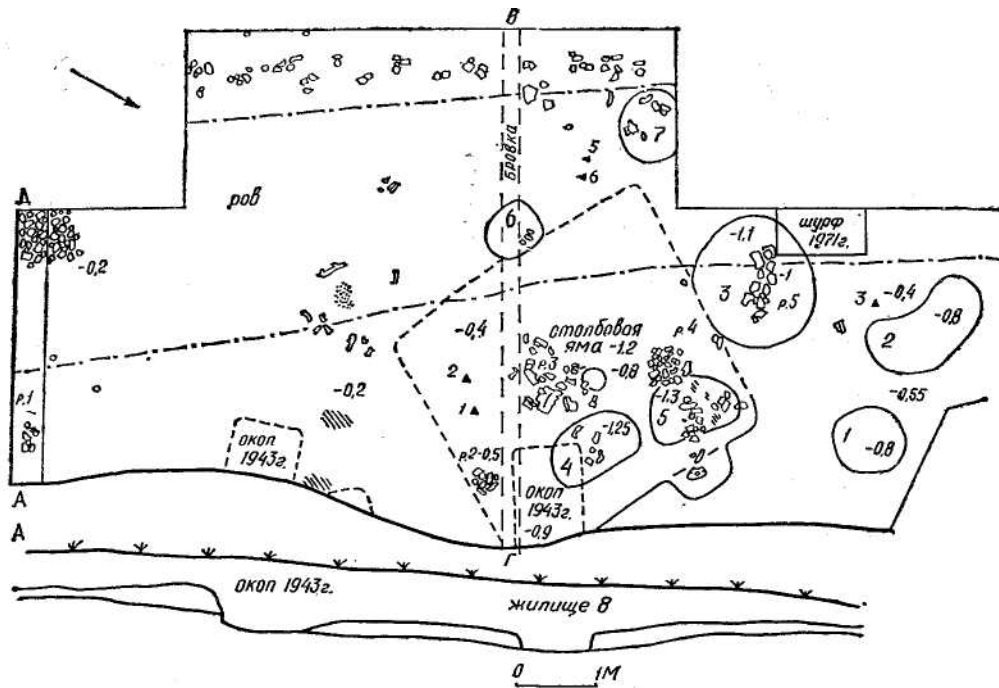 В
бровка
7
5
6
ров
Д
-0,2
6
шурф
1971г.
-1,1
-1
3
р.5
3
-0,4
-0,8
2
Д
-0,4
столбовая
яма -1,2
р.4
р.3
-0,8
2
-0,2
1
-1,3
5
-0,55
р.1
-1,25
1
-0,8
окоп
1943г.
р.2-0,5
4
окоп
1943г.
-0,9
А
Г
А
окоп 1943г.
жилище 8
0
1М